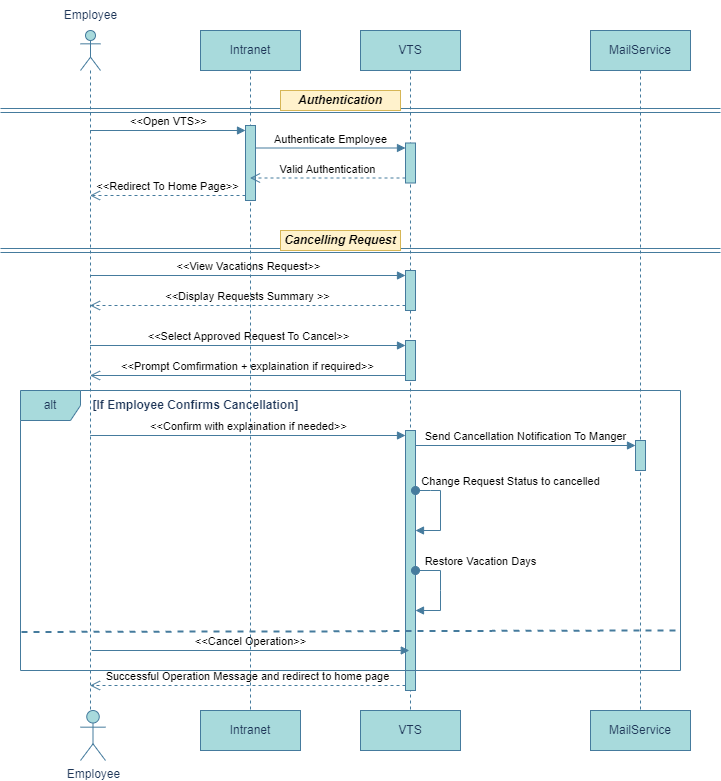 Employee
Intranet
VTS
MailService
Authentication
<<Open VTS>>
Authenticate Employee
Valid Authentication
<<Redirect To Home Page>>
Cancelling Request
<<View Vacations Request>>
<<Display Requests Summary >>
<<Select Approved Request To Cancel>>
<<Prompt Comfirmation + explaination if required>>
alt
[If Employee Confirms Cancellation]
<<Confirm with explaination if needed>>
Send Cancellation Notification To Manger
Change Request Status to cancelled
Restore Vacation Days
<<Cancel Operation>>
Successful Operation Message and redirect to home page
Intranet
VTS
MailService
Employee